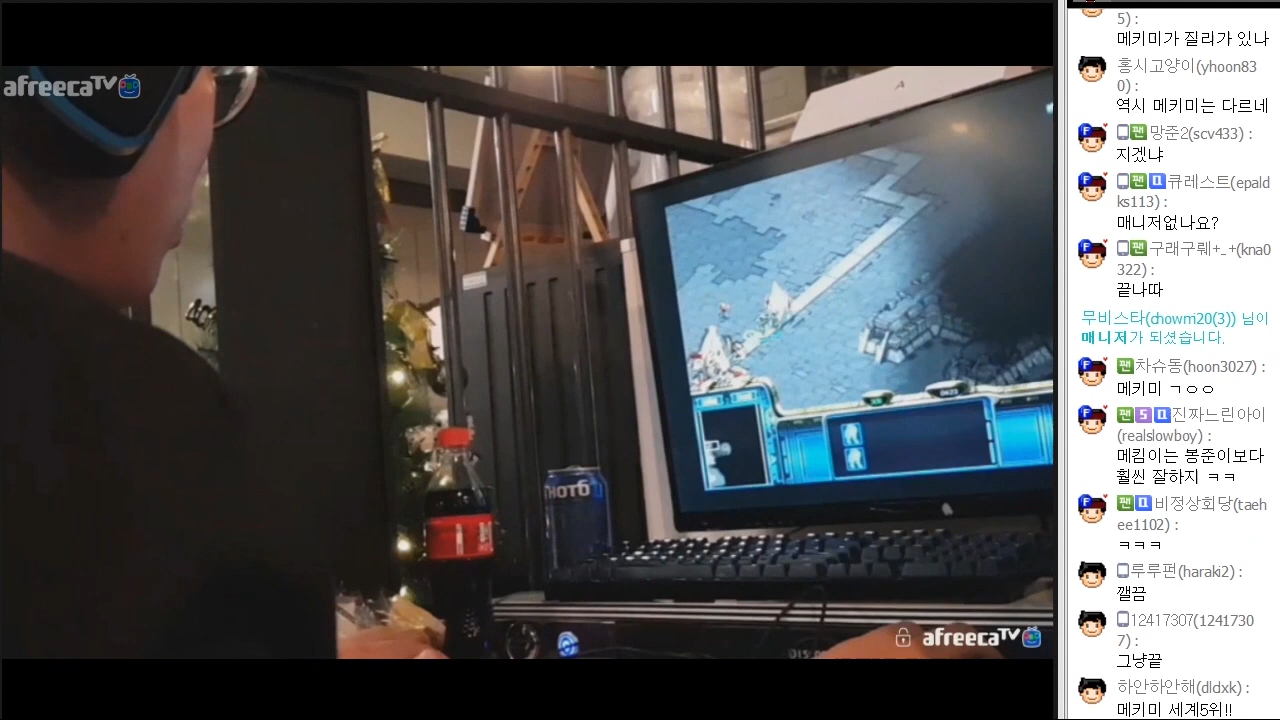 afreecaTV
5) :
메키미가 질리가 있나
홍시고양이(yhoon83
0) :
역시 메키미는 다르네
팬 망준2(scv433) :
지겠냐
팬 큐레스트(epald
ks113) :
매니저없나요?
팬 구래구뤠+_+(kna0
322) :
끝나따
무비스타(chowm20(3)) 님이
매니저가 되셨습니다.
팬 차슈동(hoon3027) :
메키미 ㄱㅇㅇ
팬 S 진짜느린아이
(realslowboy) :
메킴이는 봉준이보다
훨씬 잘하지 ㅋㅋ
팬 비정상회당(taeh
ee1102) :
ㅋㅋㅋ
루루펀(haraki2) :
깰끔
12417307(1241730
7) :
그냥끝
하안하안해(dldxk) :
메키미 세계5위!!
afreecaTV